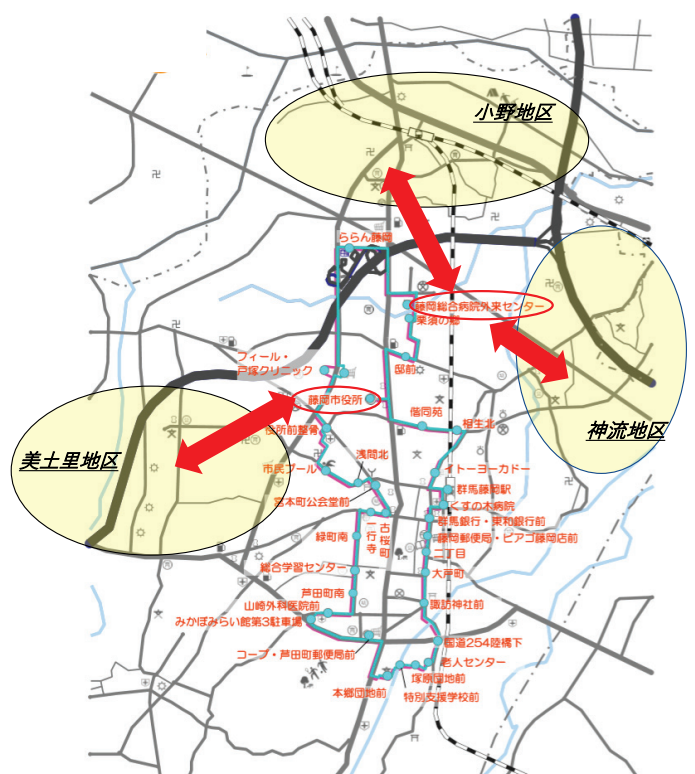 小野地区
ららん藤岡
藤岡総合病院外来センター
栗須の郷
フィール・
戸塚クリニック
邸前
神流地区
藤岡市役所
偕同苑
相生北
役所前整骨
美土里地区
浅間北
市民プール
イトーヨーカドー
群馬藤岡駅
宮本町公会堂前
くすの木病院
群馬銀行・東和銀行前
古桜町
一行寺
緑町南
藤岡郵便局・ピアゴ藤岡店前
二丁目
総合学習センター
大戸町
芦田町南
山崎外科医院前
諏訪神社前
みかぼみらい館第3駐車場
国道254陸橋下
コープ・芦田町郵便局前
老人センター
塚原団地前
本郷団地前
特別支援学校前